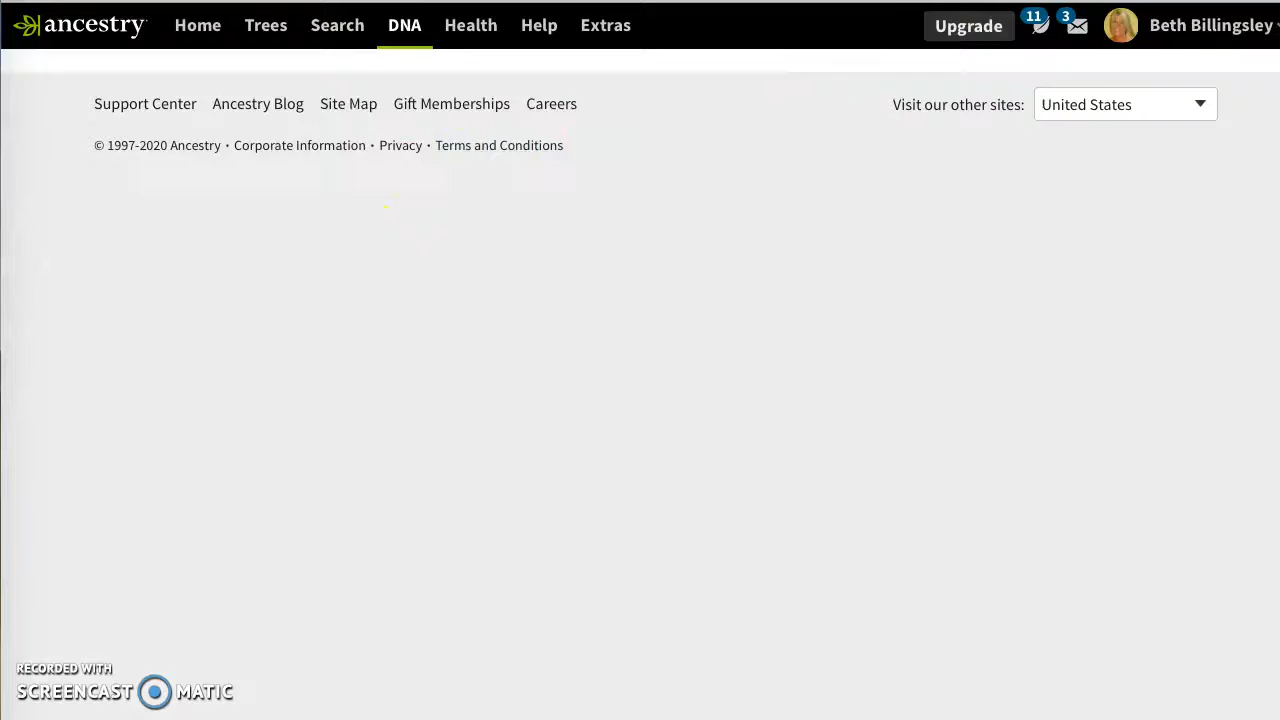 ancestry Home Trees Search DNA Health Help Extras Upgrade 11 3 Beth Billingsley
Support Center Ancestry Blog Site Map Gift Memberships Careers Visit our other sites: United States
© 1997-2020 Ancestry · Corporate Information · Privacy · Terms and Conditions
RECORDED WITH
SCREENCAST MATIC